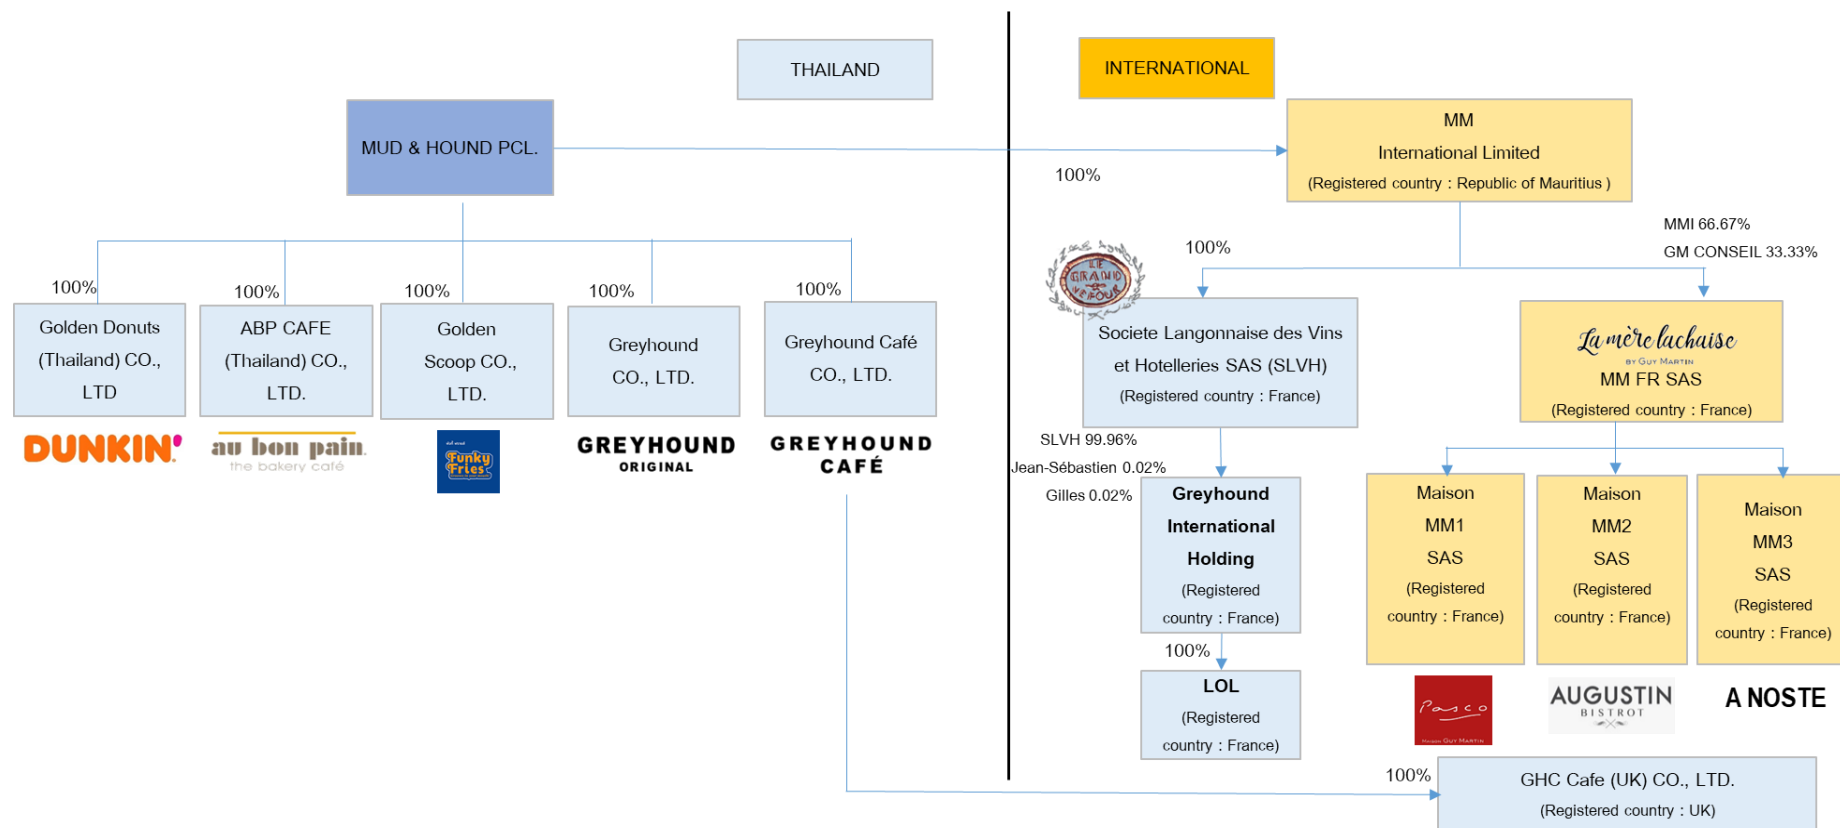 THAILAND
INTERNATIONAL
MUD & HOUND PCL.
MM
International Limited
(Registered country : Republic of Mauritius )
100%
100%
MMI 66.67%
GM CONSEIL 33.33%
100%
100%
100%
100%
100%
Golden Donuts
(Thailand) CO.,
LTD
ABP CAFE
(Thailand) CO.,
LTD.
Golden
Scoop CO.,
LTD.
Greyhound
CO., LTD.
Greyhound Café
CO., LTD.
DUNKIN'
au bon pain.
the bakery café
Funky
Fries
GREYHOUND
ORIGINAL
GREYHOUND
CAFÉ
LE
GRAND
VEFOUR
Societe Langonnaise des Vins
et Hotelleries SAS (SLVH)
(Registered country : France)
La mère lachaise
BY GUY MARTIN
MM FR SAS
(Registered country : France)
SLVH 99.96%
Jean-Sébastien 0.02%
Gilles 0.02%
Greyhound
International
Holding
(Registered
country : France)
100%
LOL
(Registered
country : France)
Maison
MM1
SAS
(Registered
country : France)
Maison
MM2
SAS
(Registered
country : France)
Maison
MM3
SAS
(Registered
country : France)
Pasco
MAISON GUY MARTIN
AUGUSTIN
BISTROT
A NOSTE
100%
GHC Cafe (UK) CO., LTD.
(Registered country : UK)